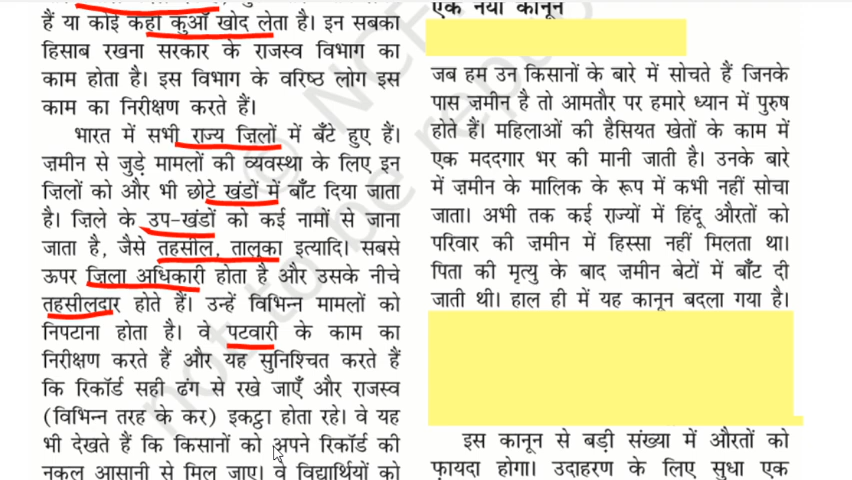 हैं या कोई कहीं कुआँ खोद लेता है। इन सबका
हिसाब रखना सरकार के राजस्व विभाग का
काम होता है। इस विभाग के वरिष्ठ लोग इस
काम का निरीक्षण करते हैं।
भारत में सभी राज्य ज़िलों में बँटे हुए हैं।
ज़मीन से जुड़े मामलों की व्यवस्था के लिए इन
ज़िलों को और भी छोटे खंडों में बाँट दिया जाता
है। ज़िले के उप-खंडों को कई नामों से जाना
जाता है, जैसे तहसील, तालुका इत्यादि। सबसे
ऊपर ज़िला अधिकारी होता है और उसके नीचे
तहसीलदार होते हैं। उन्हें विभिन्न मामलों को
निपटाना होता है। वे पटवारी के काम का
निरीक्षण करते हैं और यह सुनिश्चित करते हैं
कि रिकॉर्ड सही ढंग से रखे जाएँ और राजस्व
(विभिन्न तरह के कर) इकट्ठा होता रहे। वे यह
भी देखते हैं कि किसानों को अपने रिकॉर्ड की
नकल आसानी से मिल जाए। वे विद्यार्थियों को
एक नया कानून
जब हम उन किसानों के बारे में सोचते हैं जिनके
पास ज़मीन है तो आमतौर पर हमारे ध्यान में पुरुष
होते हैं। महिलाओं की हैसियत खेतों के काम में
एक मददगार भर की मानी जाती है। उनके बारे
में ज़मीन के मालिक के रूप में कभी नहीं सोचा
जाता। अभी तक कई राज्यों में हिंदू औरतों को
परिवार की ज़मीन में हिस्सा नहीं मिलता था।
पिता की मृत्यु के बाद ज़मीन बेटों में बाँट दी
जाती थी। हाल ही में यह कानून बदला गया है।
इस कानून से बड़ी संख्या में औरतों को
फ़ायदा होगा। उदाहरण के लिए सुधा एक